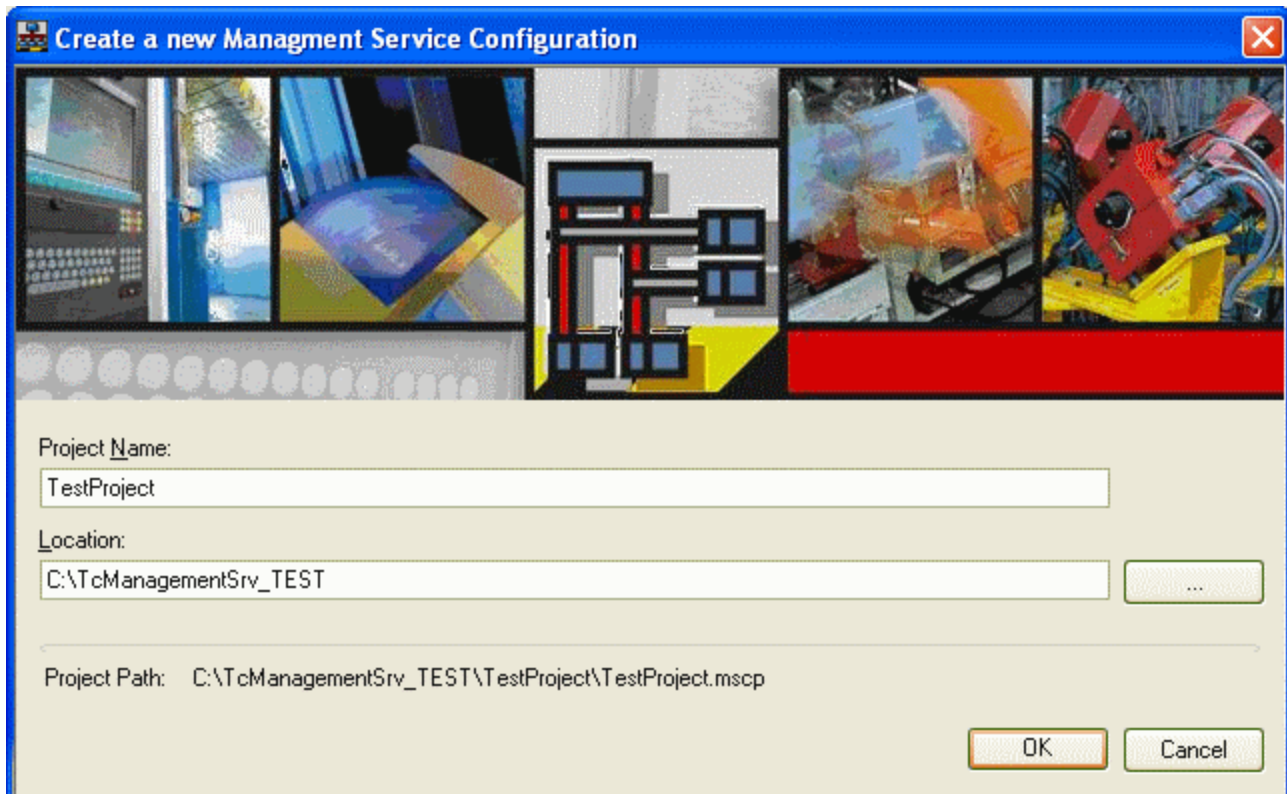 Create a new Managment Service Configuration
Project Name:
TestProject
Location:
C:\TcManagementSrv_TEST
...
Project Path: C:\TcManagementSrv_TEST\TestProject\TestProject.mscp
OK
Cancel